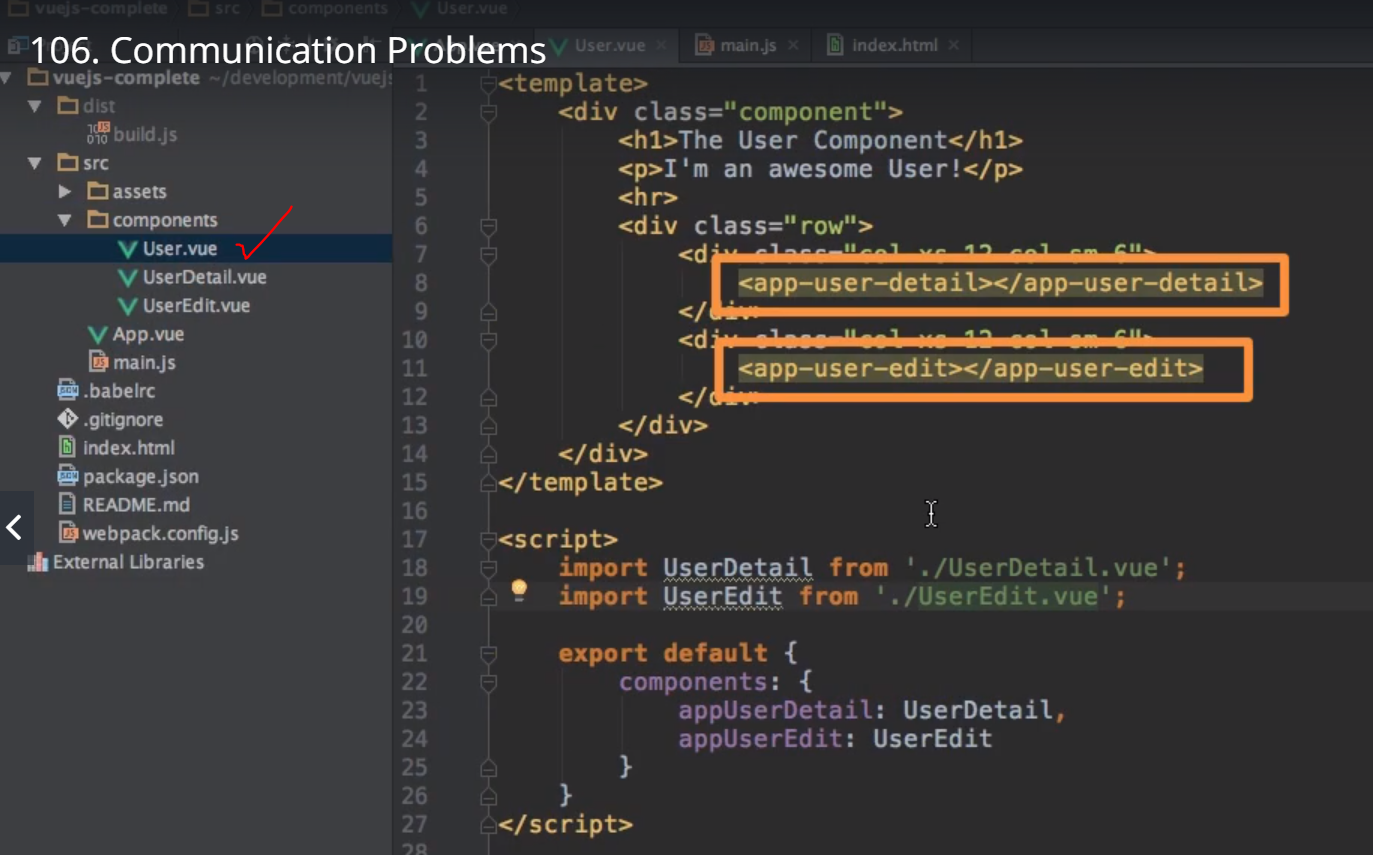 vuejs-complete src components User.vue
106. Communication Problems
User.vue main.js index.html
vuejs-complete ~/development/vuejs
dist
build.js
src
assets
components
User.vue
UserDetail.vue
UserEdit.vue
App.vue
main.js
.babelrc
.gitignore
index.html
package.json
README.md
webpack.config.js
External Libraries
1 <template>
2 <div class="component">
3 <h1>The User Component</h1>
4 <p>I'm an awesome User!</p>
5 <hr>
6 <div class="row">
7 <div class="col-xs-12 col-sm-6">
8 <app-user-detail></app-user-detail>
9 </div>
10 <div class="col-xs-12 col-sm-6">
11 <app-user-edit></app-user-edit>
12 </div>
13 </div>
14 </div>
15 </template>
16
17 <script>
18 import UserDetail from './UserDetail.vue';
19 import UserEdit from './UserEdit.vue';
20
21 export default {
22 components: {
23 appUserDetail: UserDetail,
24 appUserEdit: UserEdit
25 }
26 }
27 </script>
28